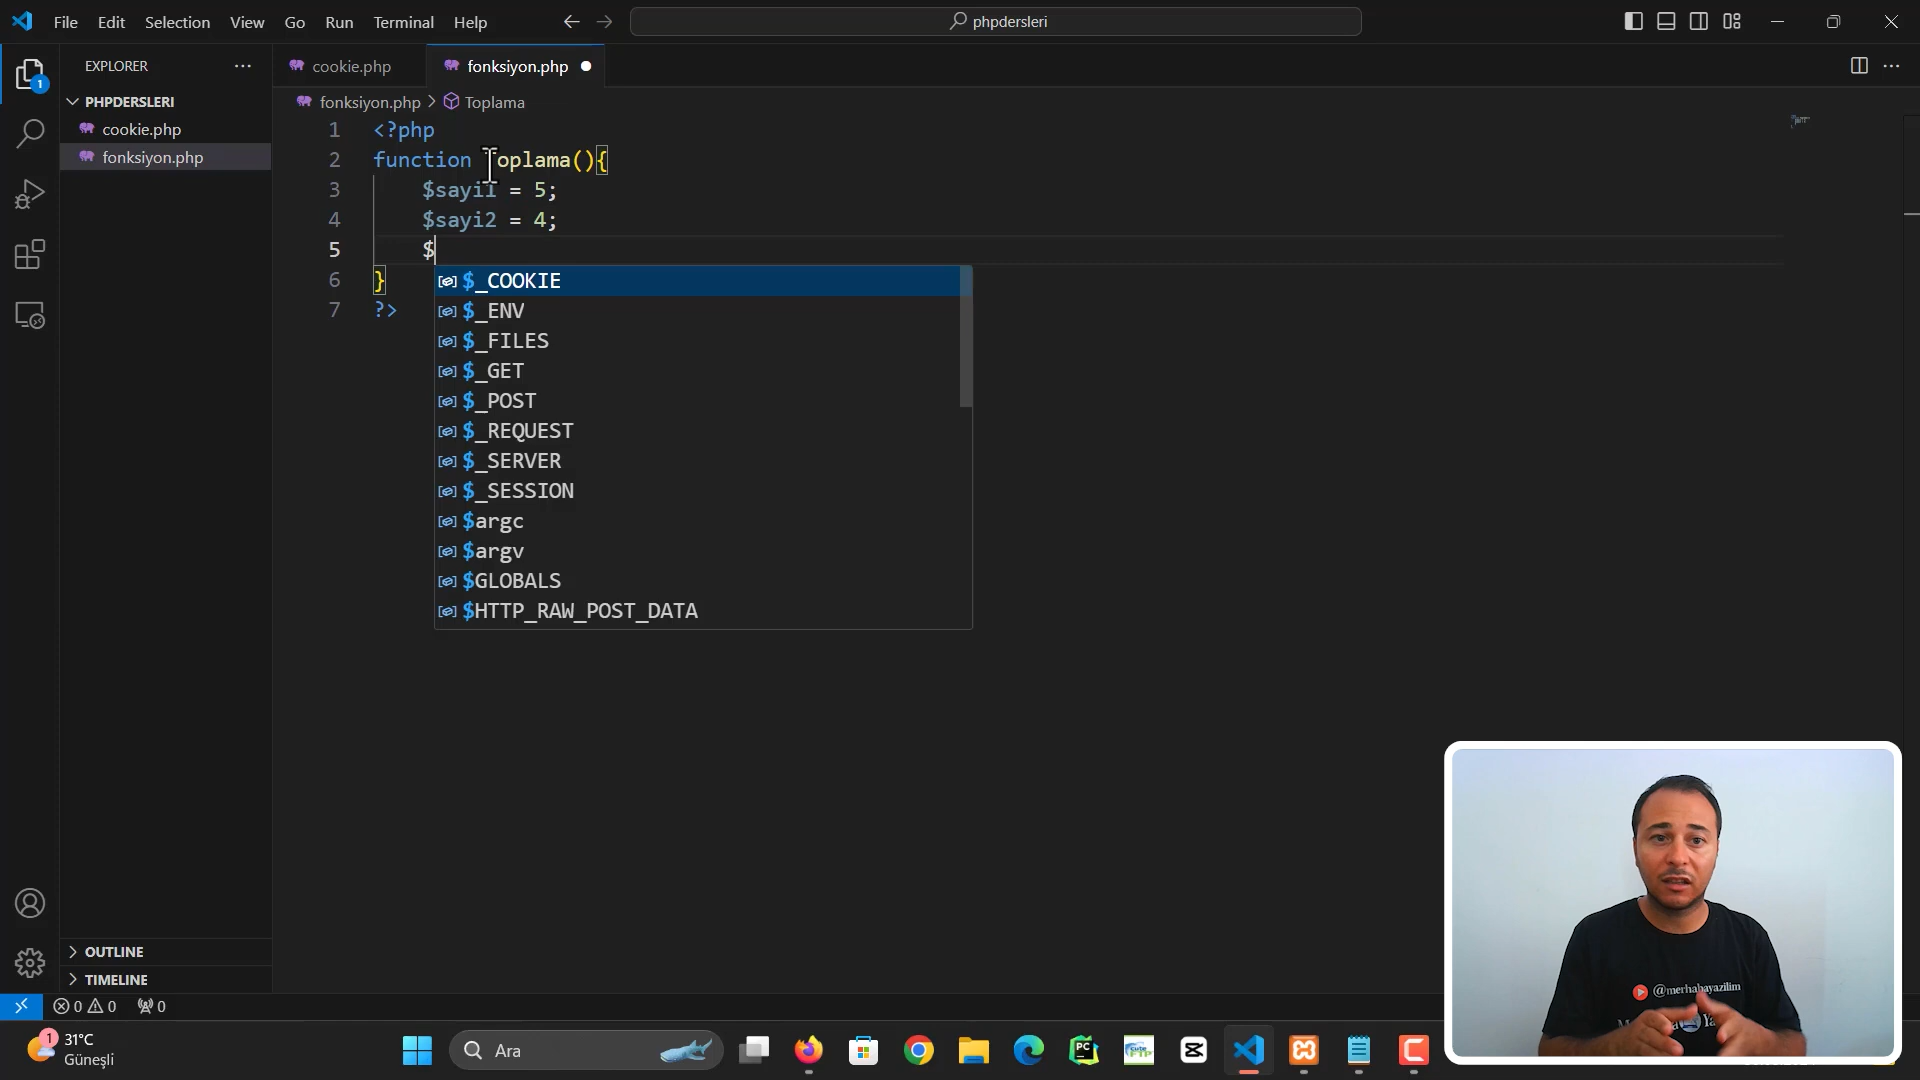 File Edit Selection View Go Run Terminal Help
phpdersleri
EXPLORER
1
PHPDERSLERI
cookie.php
fonksiyon.php
cookie.php
fonksiyon.php
fonksiyon.php > Toplama
1 <?php
2 function Toplama(){
3 $sayi1 = 5;
4 $sayi2 = 4;
5 $
6 }
7 ?>
$_COOKIE
$_ENV
$_FILES
$_GET
$_POST
$_REQUEST
$_SERVER
$_SESSION
$argc
$argv
$GLOBALS
$HTTP_RAW_POST_DATA
OUTLINE
TIMELINE
0 0 0
@merhabayazilim
1
31°C
Güneşli
Ara
PC